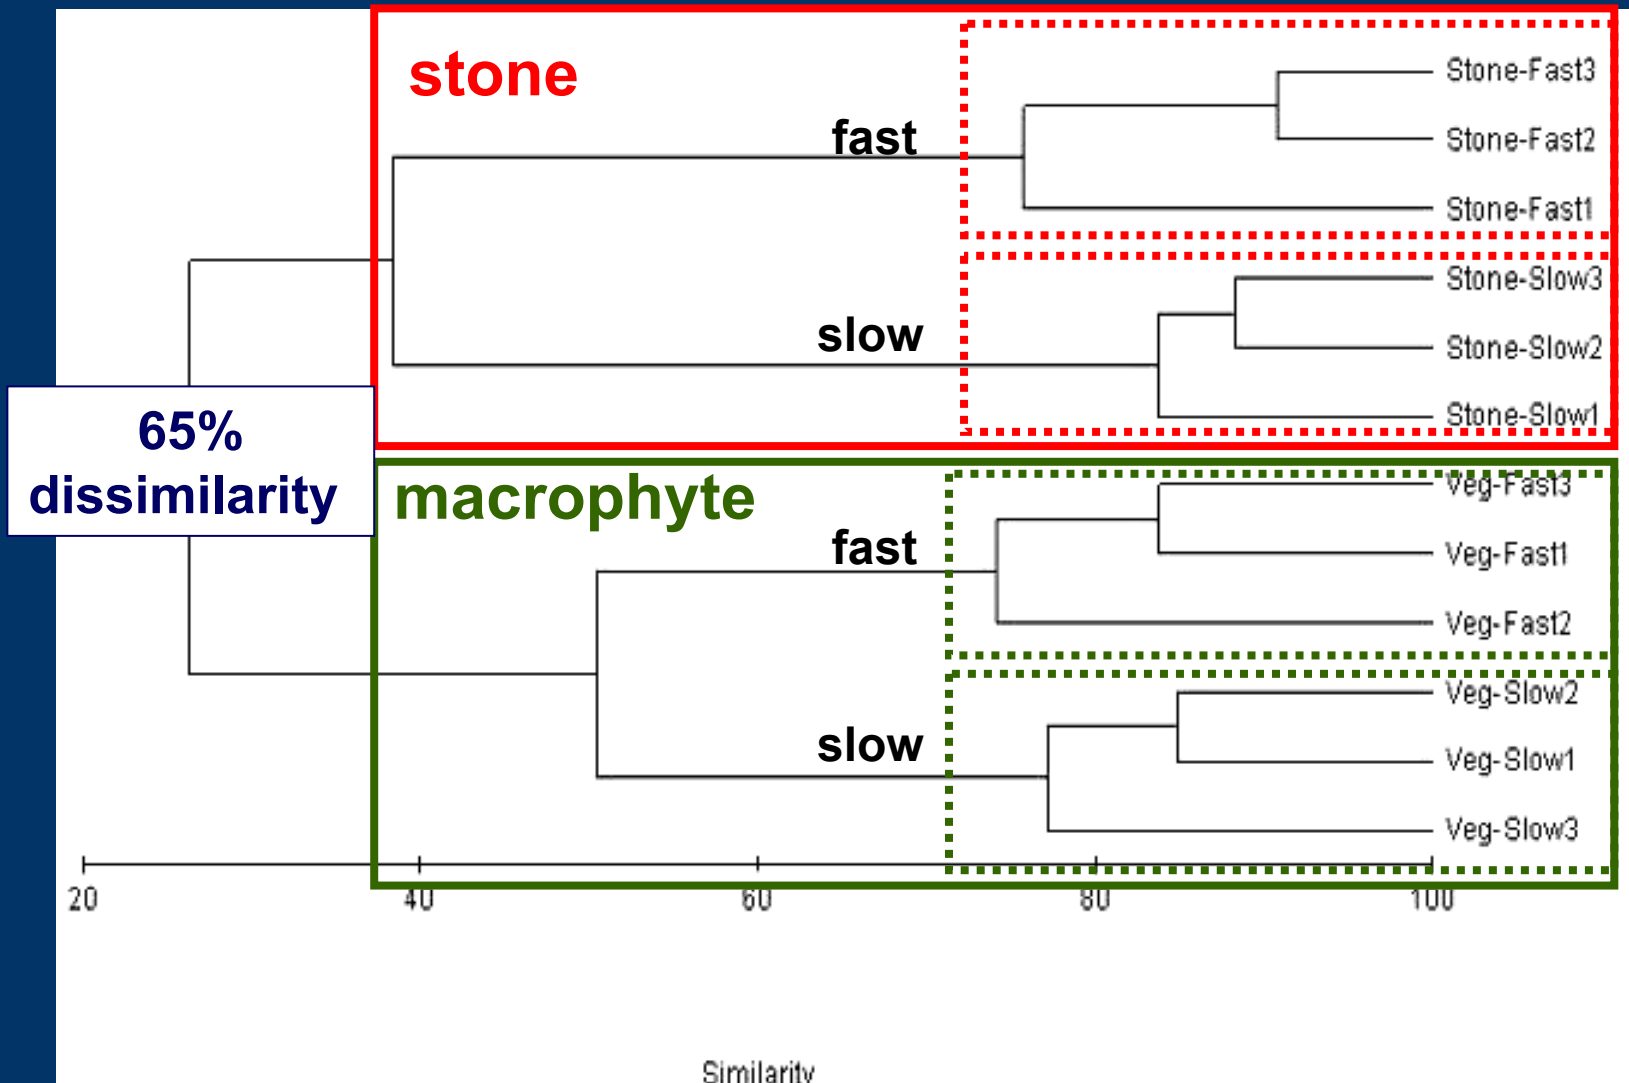 stone
fast
Stone-Fast3
Stone-Fast2
Stone-Fast1
slow
Stone-Slow3
Stone-Slow2
Stone-Slow1
65%
dissimilarity
macrophyte
fast
Veg-Fast3
Veg-Fast1
Veg-Fast2
slow
Veg-Slow2
Veg-Slow1
Veg-Slow3
20 40 60 80 100
Similarity